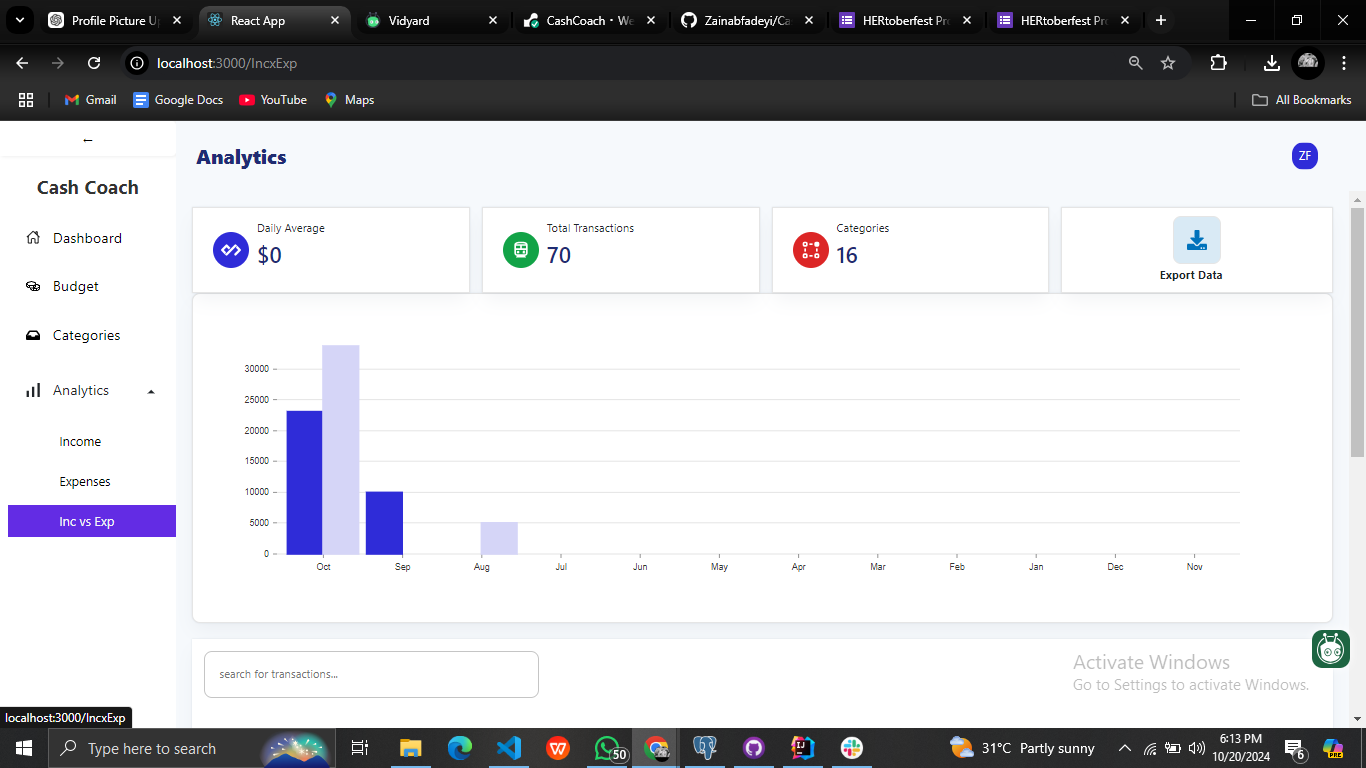 Profile Picture Up
React App
Vidyard
CashCoach · We
Zainabfadeyi/Ca
HERtoberfest Pro
HERtoberfest Pro
localhost:3000/IncxExp
Gmail
Google Docs
YouTube
Maps
All Bookmarks
←
Cash Coach
Dashboard
Budget
Categories
Analytics
Income
Expenses
Inc vs Exp
Analytics
ZF
Daily Average
$0
Total Transactions
70
Categories
16
Export Data
30000
25000
20000
15000
10000
5000
0
Oct Sep Aug Jul Jun May Apr Mar Feb Jan Dec Nov
search for transactions...
Activate Windows
Go to Settings to activate Windows.
localhost:3000/IncxExp
Type here to search
50
31°C Partly sunny
6:13 PM
10/20/2024
6
PRE